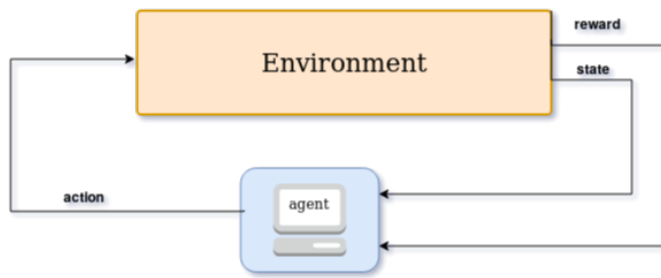 reward
Environment
state
action
agent